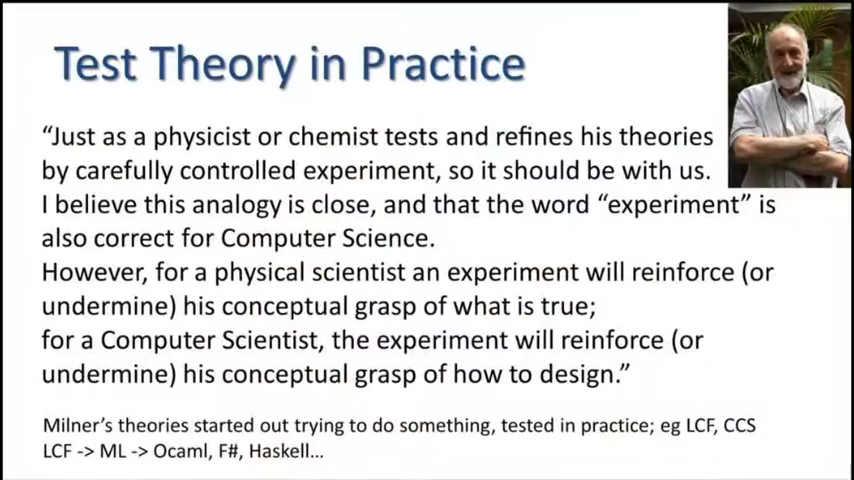 Test Theory in Practice
“Just as a physicist or chemist tests and refines his theories
by carefully controlled experiment, so it should be with us.
I believe this analogy is close, and that the word “experiment” is
also correct for Computer Science.
However, for a physical scientist an experiment will reinforce (or
undermine) his conceptual grasp of what is true;
for a Computer Scientist, the experiment will reinforce (or
undermine) his conceptual grasp of how to design.”
Milner’s theories started out trying to do something, tested in practice; eg LCF, CCS
LCF -> ML -> Ocaml, F#, Haskell...